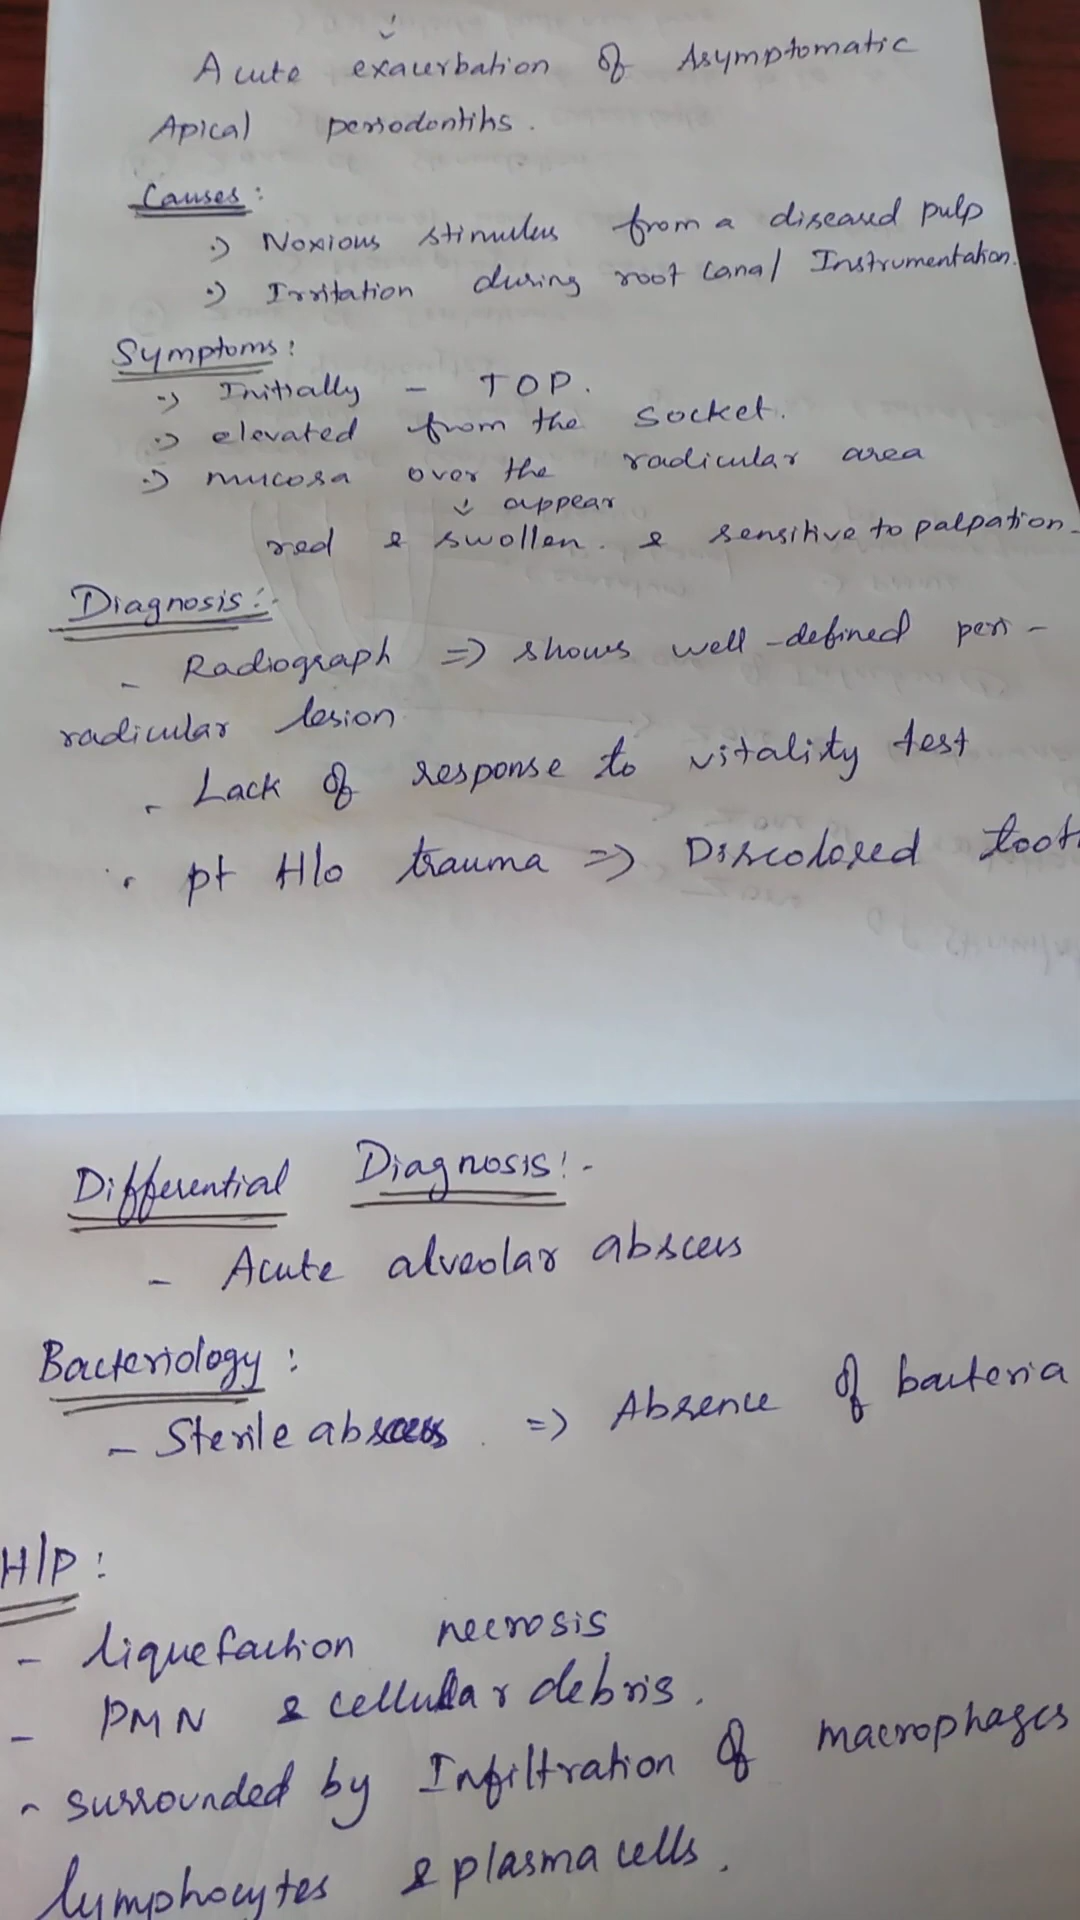 Acute exacerbation of Asymptomatic
Apical periodontitis.
Causes:
Noxious stimulus from a diseased pulp
Irritation during root canal Instrumentation.
Symptoms:
Initially - TOP.
elevated from the socket.
mucosa over the radicular area
↓ appear
red & swollen. & sensitive to palpation
Diagnosis:-
- Radiograph => shows well-defined peri-
radicular lesion
- Lack of response to vitality test
- pt H/o trauma => Discolored tooth
Differential Diagnosis:-
- Acute alveolar abscess
Bacteriology:
- Sterile abscess. => Absence of bacteria
H/P:
- liquefaction necrosis
- PMN & cellular debris.
- surrounded by Infiltration of macrophages
lymphocytes & plasma cells.